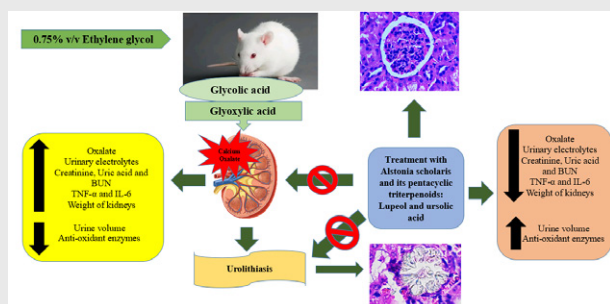 0.75% v/v Ethylene glycol
Glycolic acid
Glyoxylic acid
Calcium
Oxalate
Oxalate
Urinary electrolytes
Creatinine, Uric acid and
BUN
TNF-α and IL-6
Weight of kidneys
Urine volume
Anti-oxidant enzymes
Urolithiasis
Treatment with
Alstonia scholaris
and its pentacyclic
triterpenoids:
Lupeol and ursolic
acid
Oxalate
Urinary electrolytes
Creatinine, Uric acid
and BUN
TNF-α and IL-6
Weight of kidneys
Urine volume
Anti-oxidant enzymes